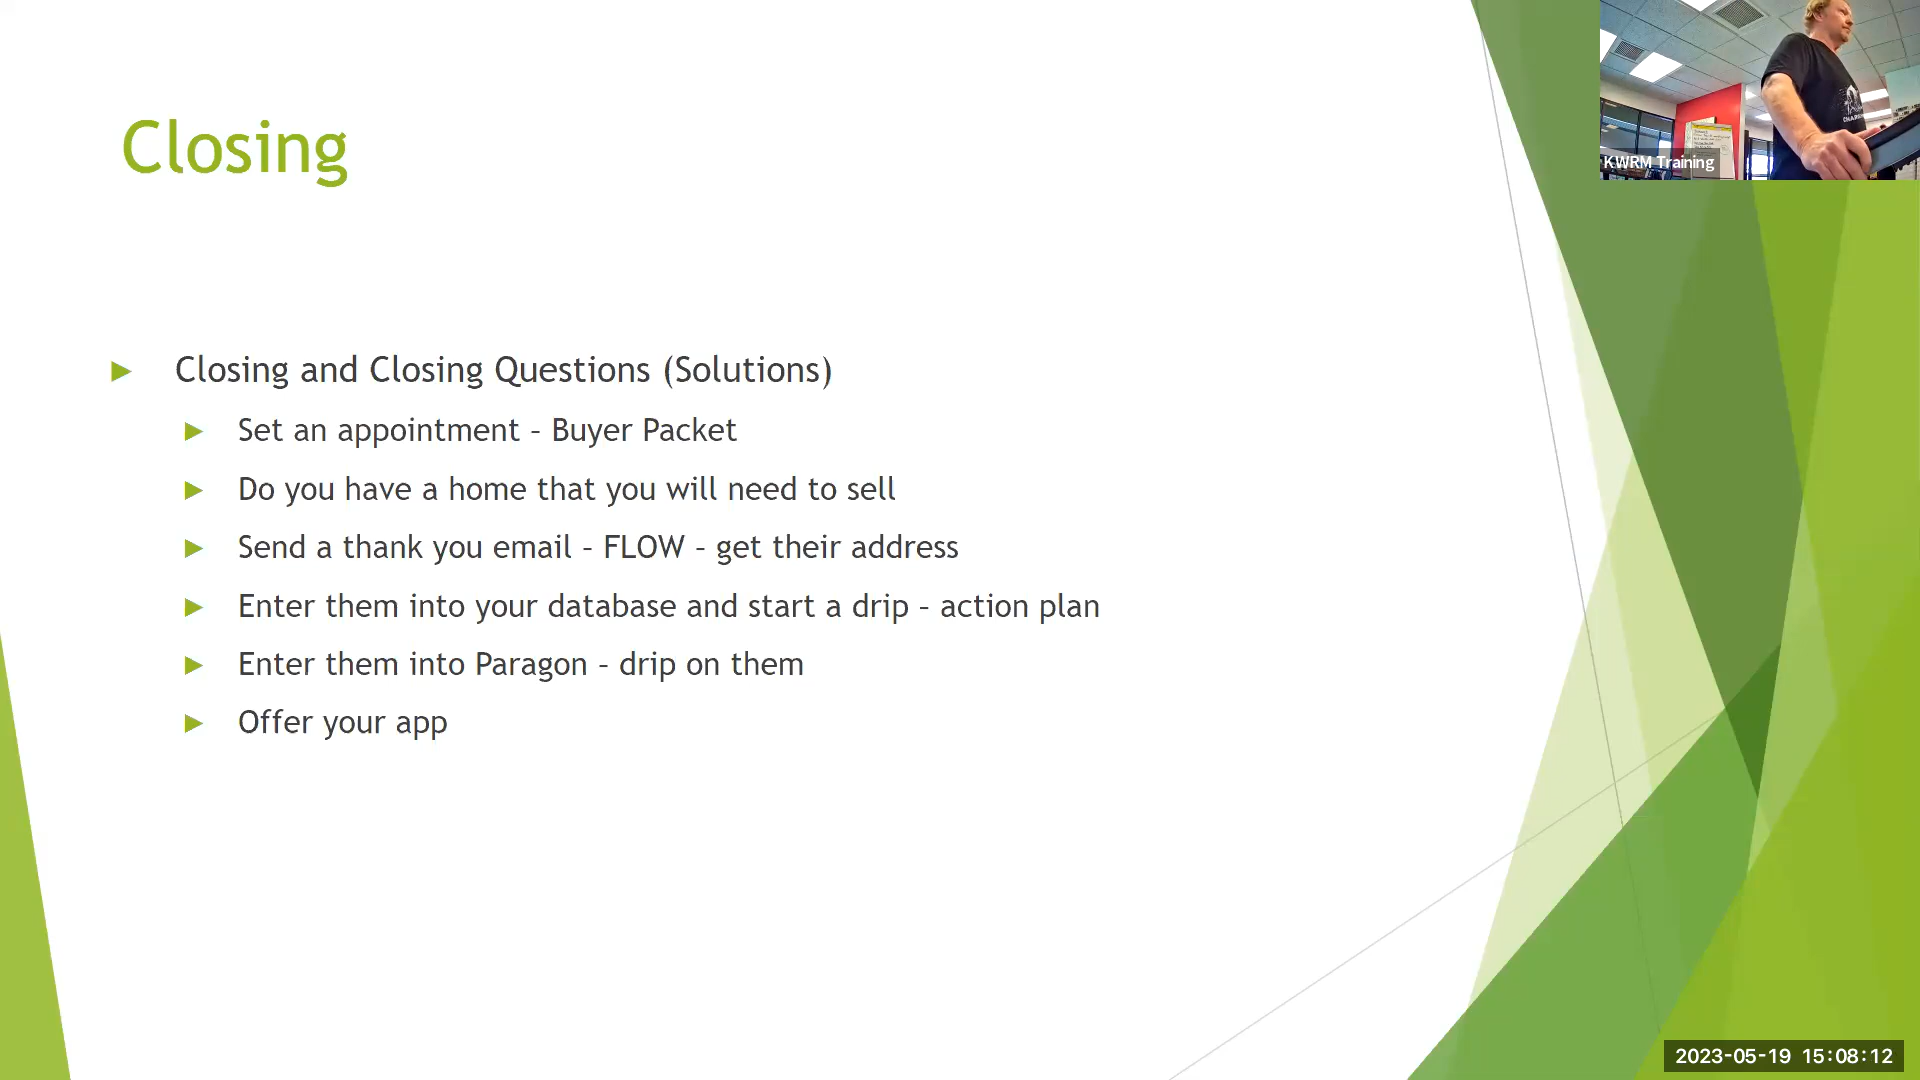 Closing
Closing and Closing Questions (Solutions)
Set an appointment – Buyer Packet
Do you have a home that you will need to sell
Send a thank you email – FLOW – get their address
Enter them into your database and start a drip – action plan
Enter them into Paragon – drip on them
Offer your app
KWRM Training
2023-05-19 15:08:12